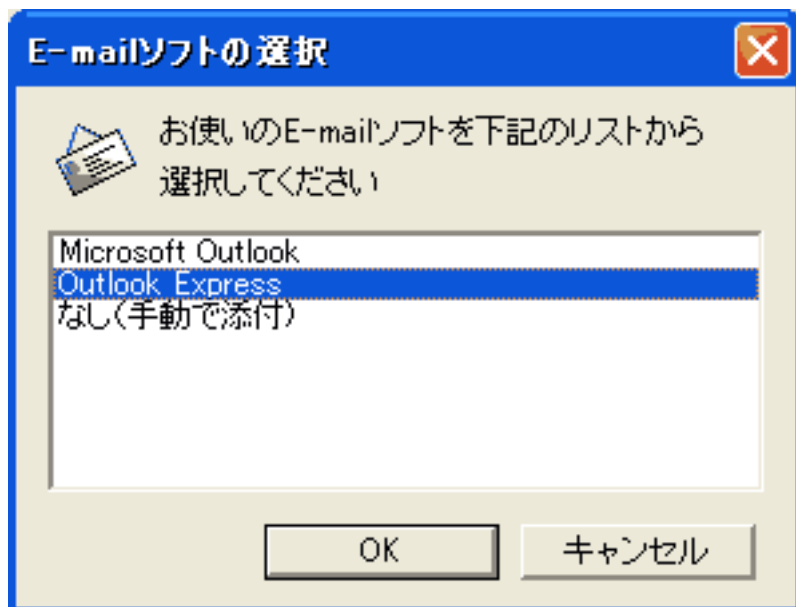 E-mailソフトの選択
お使いのE-mailソフトを下記のリストから
選択してください
Microsoft Outlook
Outlook Express
なし(手動で添付)
OK
キャンセル